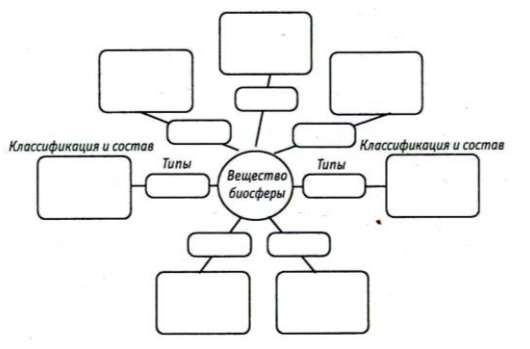 Классификация и состав
Классификация и состав
Типы
Типы
Вещество
биосферы